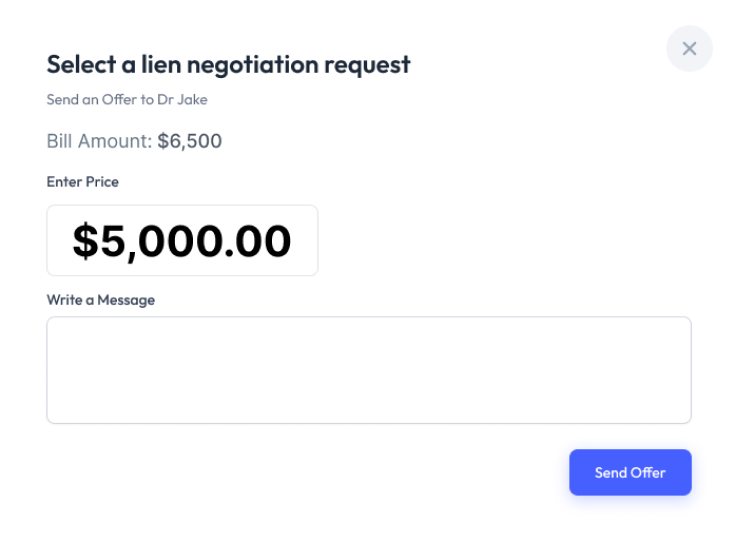 Select a lien negotiation request
Send an Offer to Dr Jake
Bill Amount: $6,500
Enter Price
$5,000.00
Write a Message
Send Offer